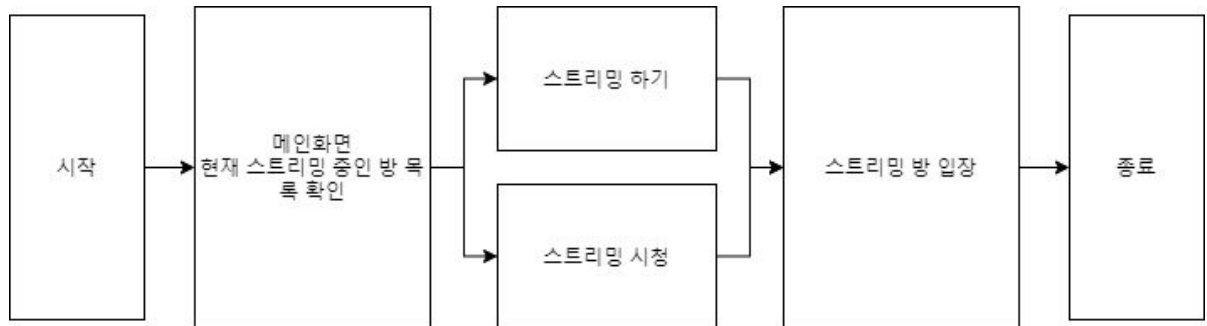 시작
메인화면
현재 스트리밍 중인 방 목
록 확인
스트리밍 하기
스트리밍 시청
스트리밍 방 입장
종료